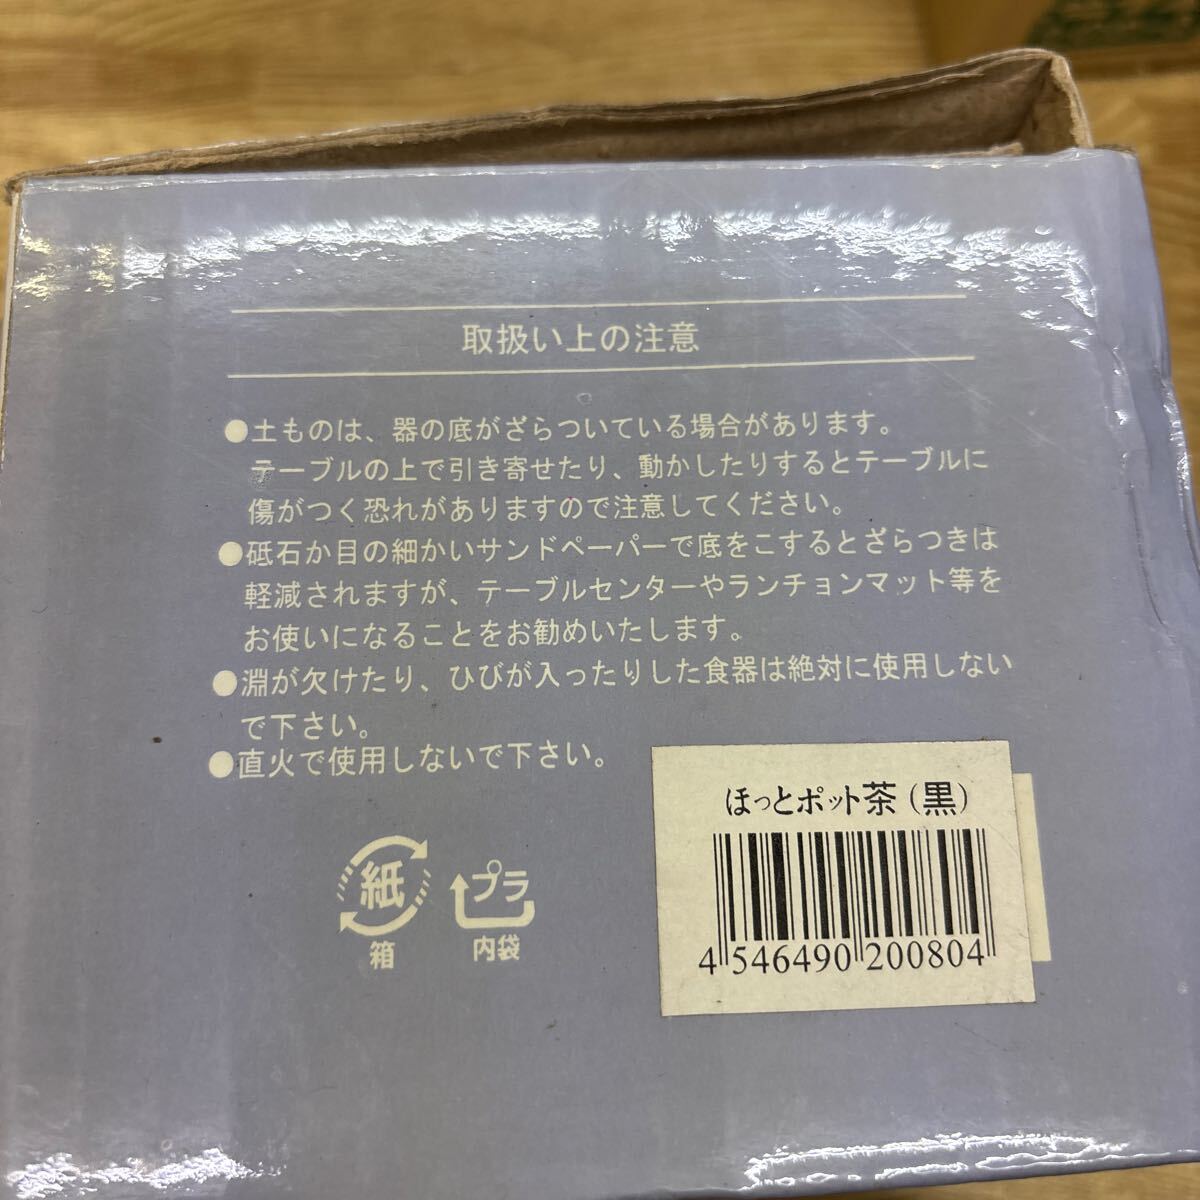 取扱い上の注意
●土ものは、器の底がざらついている場合があります。
テーブルの上で引き寄せたり、動かしたりするとテーブルに
傷がつく恐れがありますので注意してください。
●砥石か目の細かいサンドペーパーで底をこするとざらつきは
軽減されますが、テーブルセンターやランチョンマット等を
お使いになることをお勧めいたします。
●淵が欠けたり、ひびが入ったりした食器は絶対に使用しない
で下さい。
●直火で使用しないで下さい。
ほっとポット茶(黒)
紙
箱
プラ
内袋
4 546490 200804